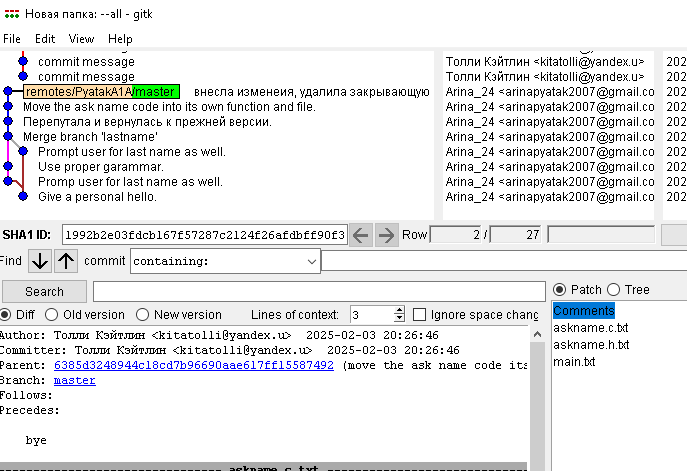 Новая папка: --all - gitk
File Edit View Help
commit message
commit message
remotes/PyatakA1A/master внесла изменеия, удалила закрывающую
Move the ask name code into its own function and file.
Перепутала и вернулась к прежней версии.
Merge branch 'lastname'
Prompt user for last name as well.
Use proper garammar.
Promp user for last name as well.
Give a personal hello.
Толли Кэйтлин <kitatolli@yandex.u>
Толли Кэйтлин <kitatolli@yandex.u>
Arina_24 <arinapyatak2007@gmail.co
Arina_24 <arinapyatak2007@gmail.co
Arina_24 <arinapyatak2007@gmail.co
Arina_24 <arinapyatak2007@gmail.co
Arina_24 <arinapyatak2007@gmail.co
Arina_24 <arinapyatak2007@gmail.co
Arina_24 <arinapyatak2007@gmail.co
Arina_24 <arinapyatak2007@gmail.co
202
202
202
202
202
202
202
202
202
202
SHA1 ID: 1992b2e03fdcb167f57287c2124f26afdbff90f3 Row 2 / 27
Find commit containing:
Search
Diff Old version New version Lines of context: 3 Ignore space chang
Author: Толли Кэйтлин <kitatolli@yandex.u> 2025-02-03 20:26:46
Committer: Толли Кэйтлин <kitatolli@yandex.u> 2025-02-03 20:26:46
Parent: 6385d3248944c18cd7b96690aae617ff15587492 (move the ask name code its
Branch: master
Follows:
Precedes:
bye
askname.c.txt
Patch Tree
Comments
askname.c.txt
askname.h.txt
main.txt